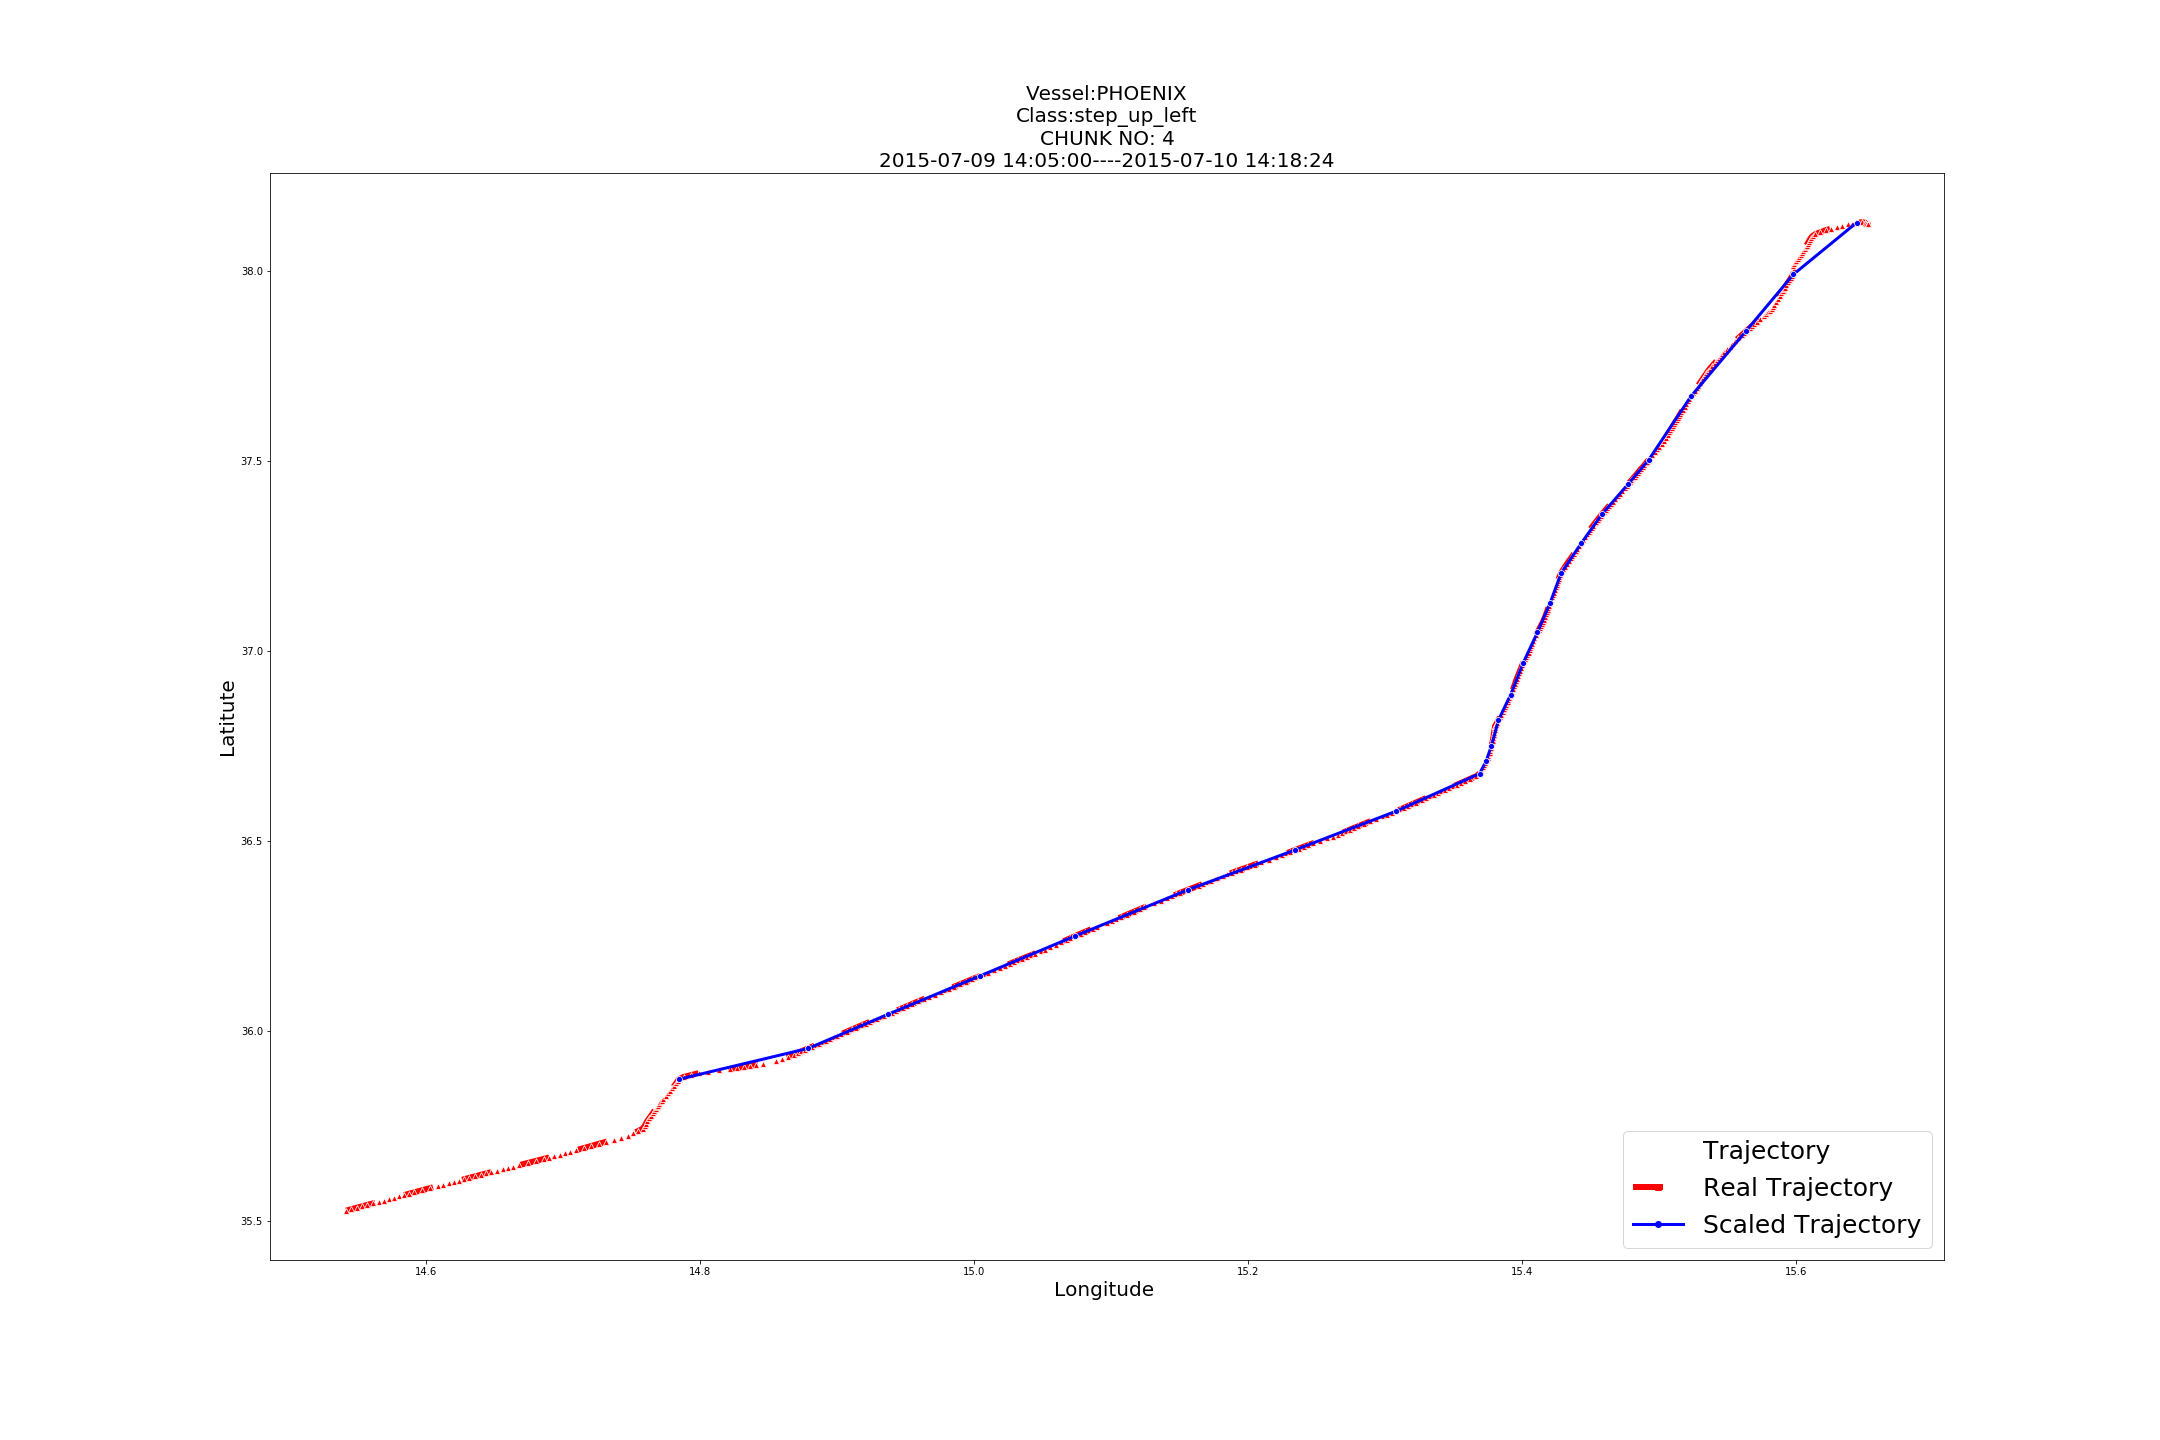 Vessel:PHOENIX
Class:step_up_left
CHUNK NO: 4
2015-07-09 14:05:00----2015-07-10 14:18:24
38.0
37.5
37.0
36.5
36.0
35.5
Latitute
14.6 14.8 15.0 15.2 15.4 15.6
Longitude
Trajectory
Real Trajectory
Scaled Trajectory